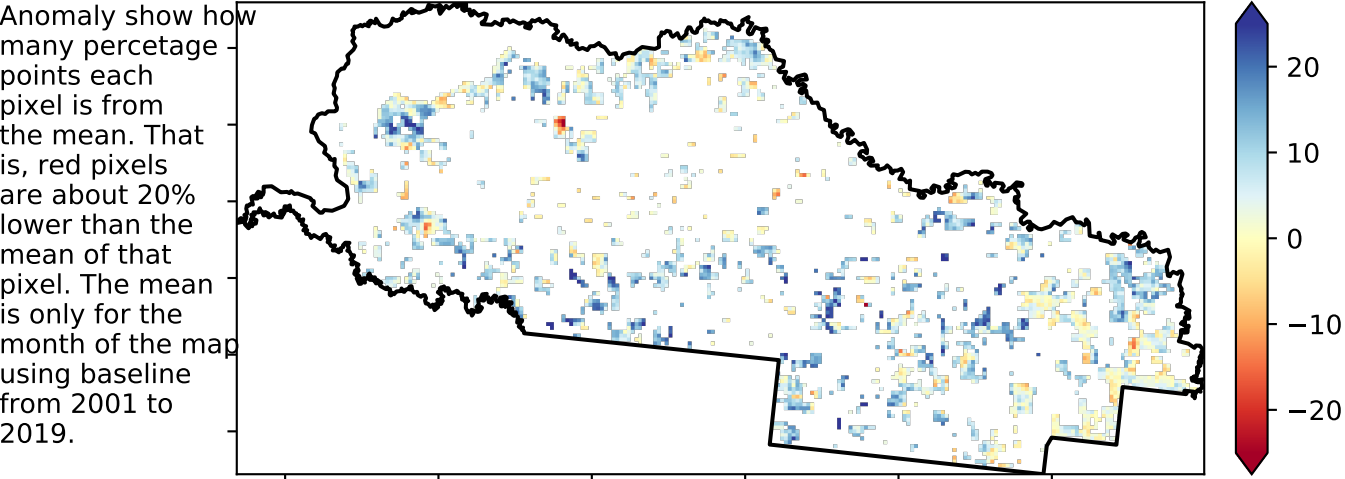 Anomaly show how
many percetage
points each
pixel is from
the mean. That
is, red pixels
are about 20%
lower than the
mean of that
pixel. The mean
is only for the
month of the map
using baseline
from 2001 to
2019.
20
10
0
−10
−20